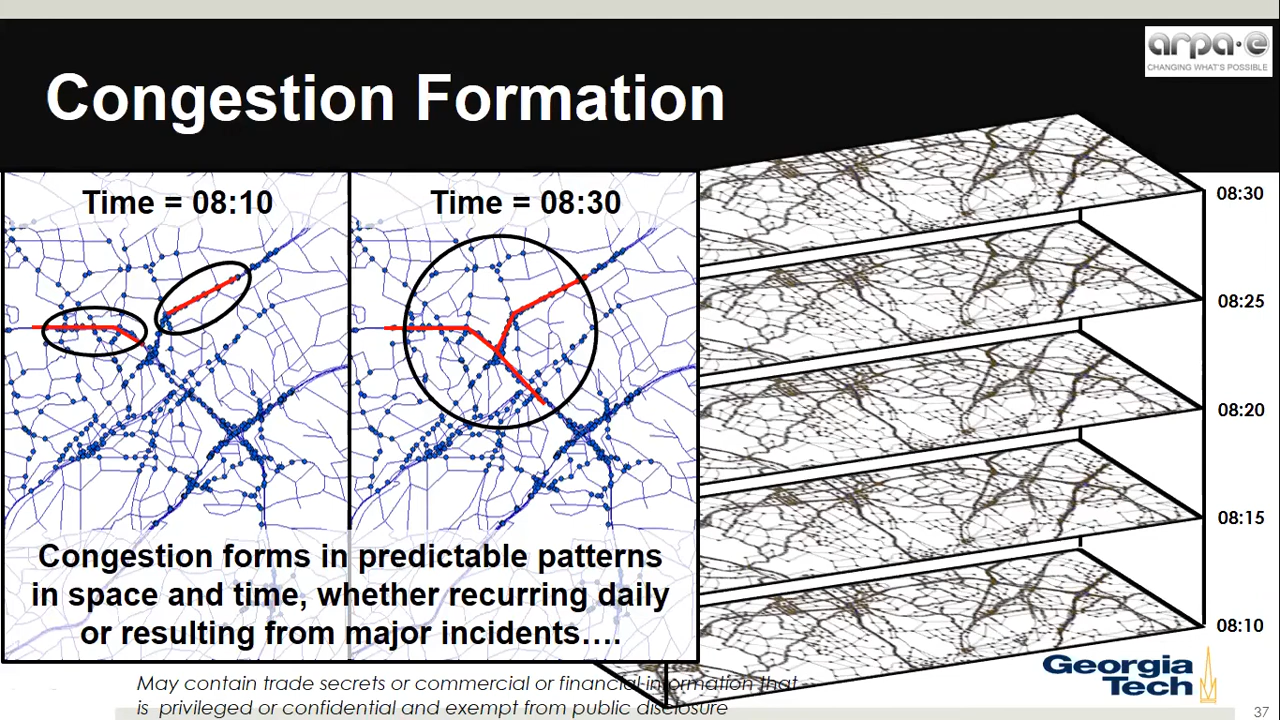 arpa·e
CHANGING WHAT'S POSSIBLE
Congestion Formation
Time = 08:10
Time = 08:30
08:30
08:25
08:20
08:15
08:10
Congestion forms in predictable patterns
in space and time, whether recurring daily
or resulting from major incidents….
Georgia
Tech
May contain trade secrets or commercial or financial information that
is privileged or confidential and exempt from public disclosure
37